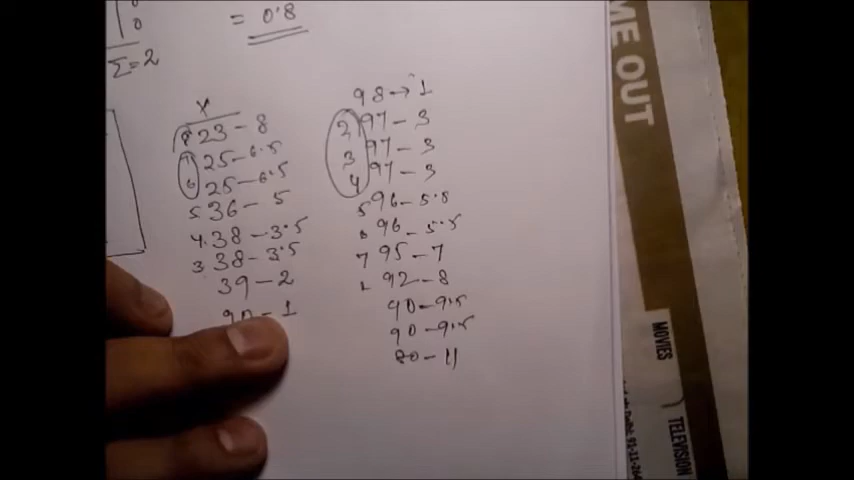 0
= 0.8
Σ=2
X
8 23 - 8
7 25 - 6.5
6 25 - 6.5
5 36 - 5
4. 38 - 3.5
3. 38 - 3.5
39 - 2
90 - 1
98 → 1
2 97 - 3
3 97 - 3
4 97 - 3
5 96 - 5.5
6 96 - 5.5
7 95 - 7
92 - 8
90 - 9.5
90 - 9.5
80 - 11
ME OUT
MOVIES
TELEVISION